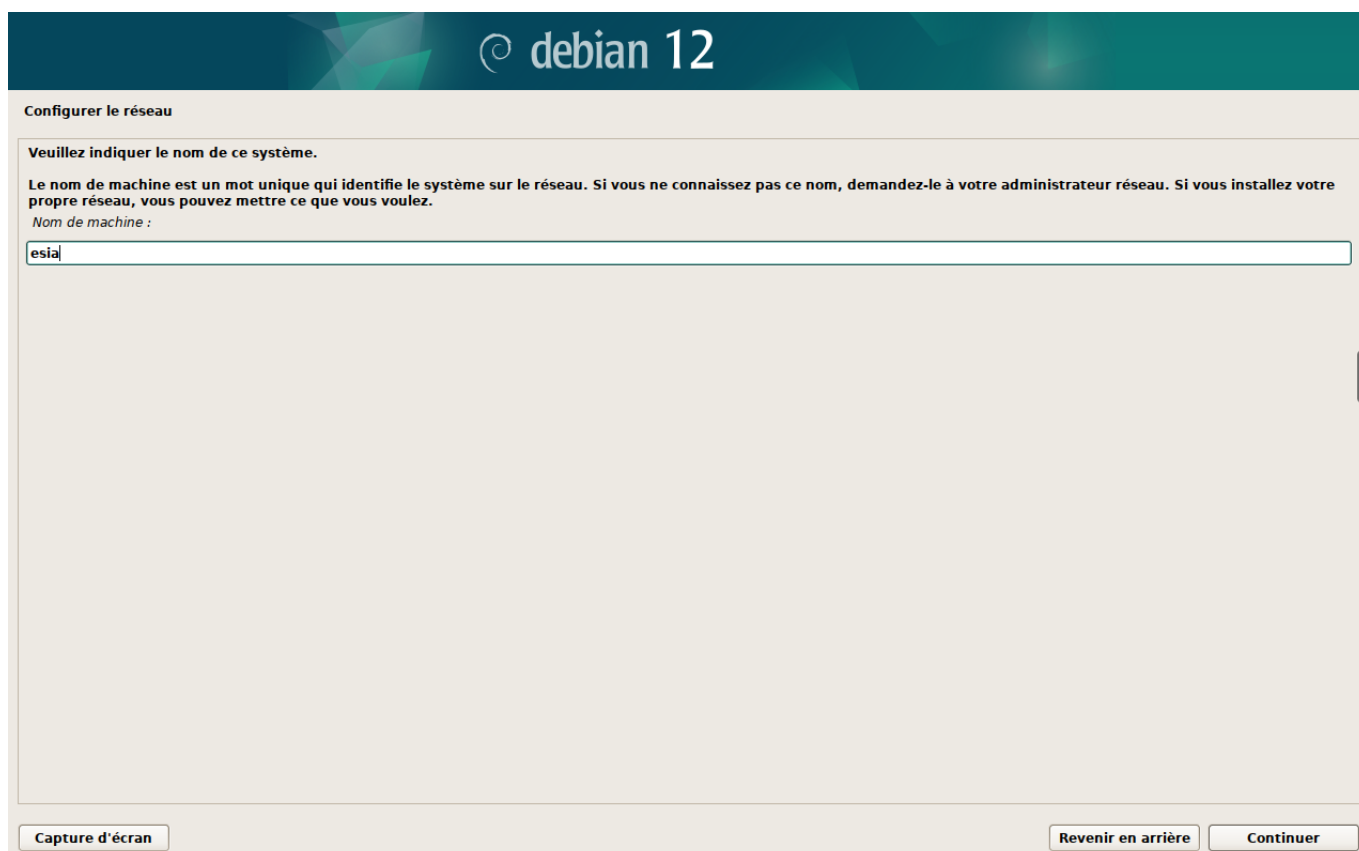 debian 12
Configurer le réseau
Veuillez indiquer le nom de ce système.
Le nom de machine est un mot unique qui identifie le système sur le réseau. Si vous ne connaissez pas ce nom, demandez-le à votre administrateur réseau. Si vous installez votre
propre réseau, vous pouvez mettre ce que vous voulez.
Nom de machine :
esia
Capture d'écran
Revenir en arrière
Continuer